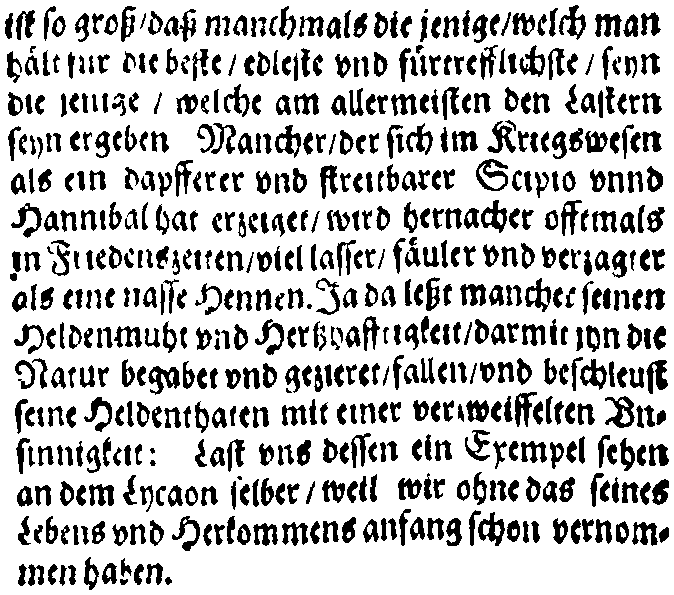 ist so groß/daß manchmals die jenige/welch man
hält für die beste/ edleste vnd fürtrefflichste/ seyn
die jenige / welche am allermeisten den Lastern
seyn ergeben Mancher/der sich im Kriegswesen
als ein dapfferer vnd streitbarer Scipio vnnd
Hannibal hat erzeiget/ wird hernacher offtmals
in Friedenszeiten/viel lasser/ fäuler vnd verzagter
als eine nasse Hennen. Ja da leßt mancher seinen
Heldenmuht vnd Hertzhafftigkeit/darmit jhn die
Natur begabet vnd gezieret/fallen/vnd beschleust
seine Heldenthaten mit einer verzweiffelten Vn-
sinnigkeit: Last vns dessen ein Exempel sehen
an dem Lycaon selber/ weil wir ohne das seines
Lebens vnd Herkommens anfang schon vernom-
men haben.